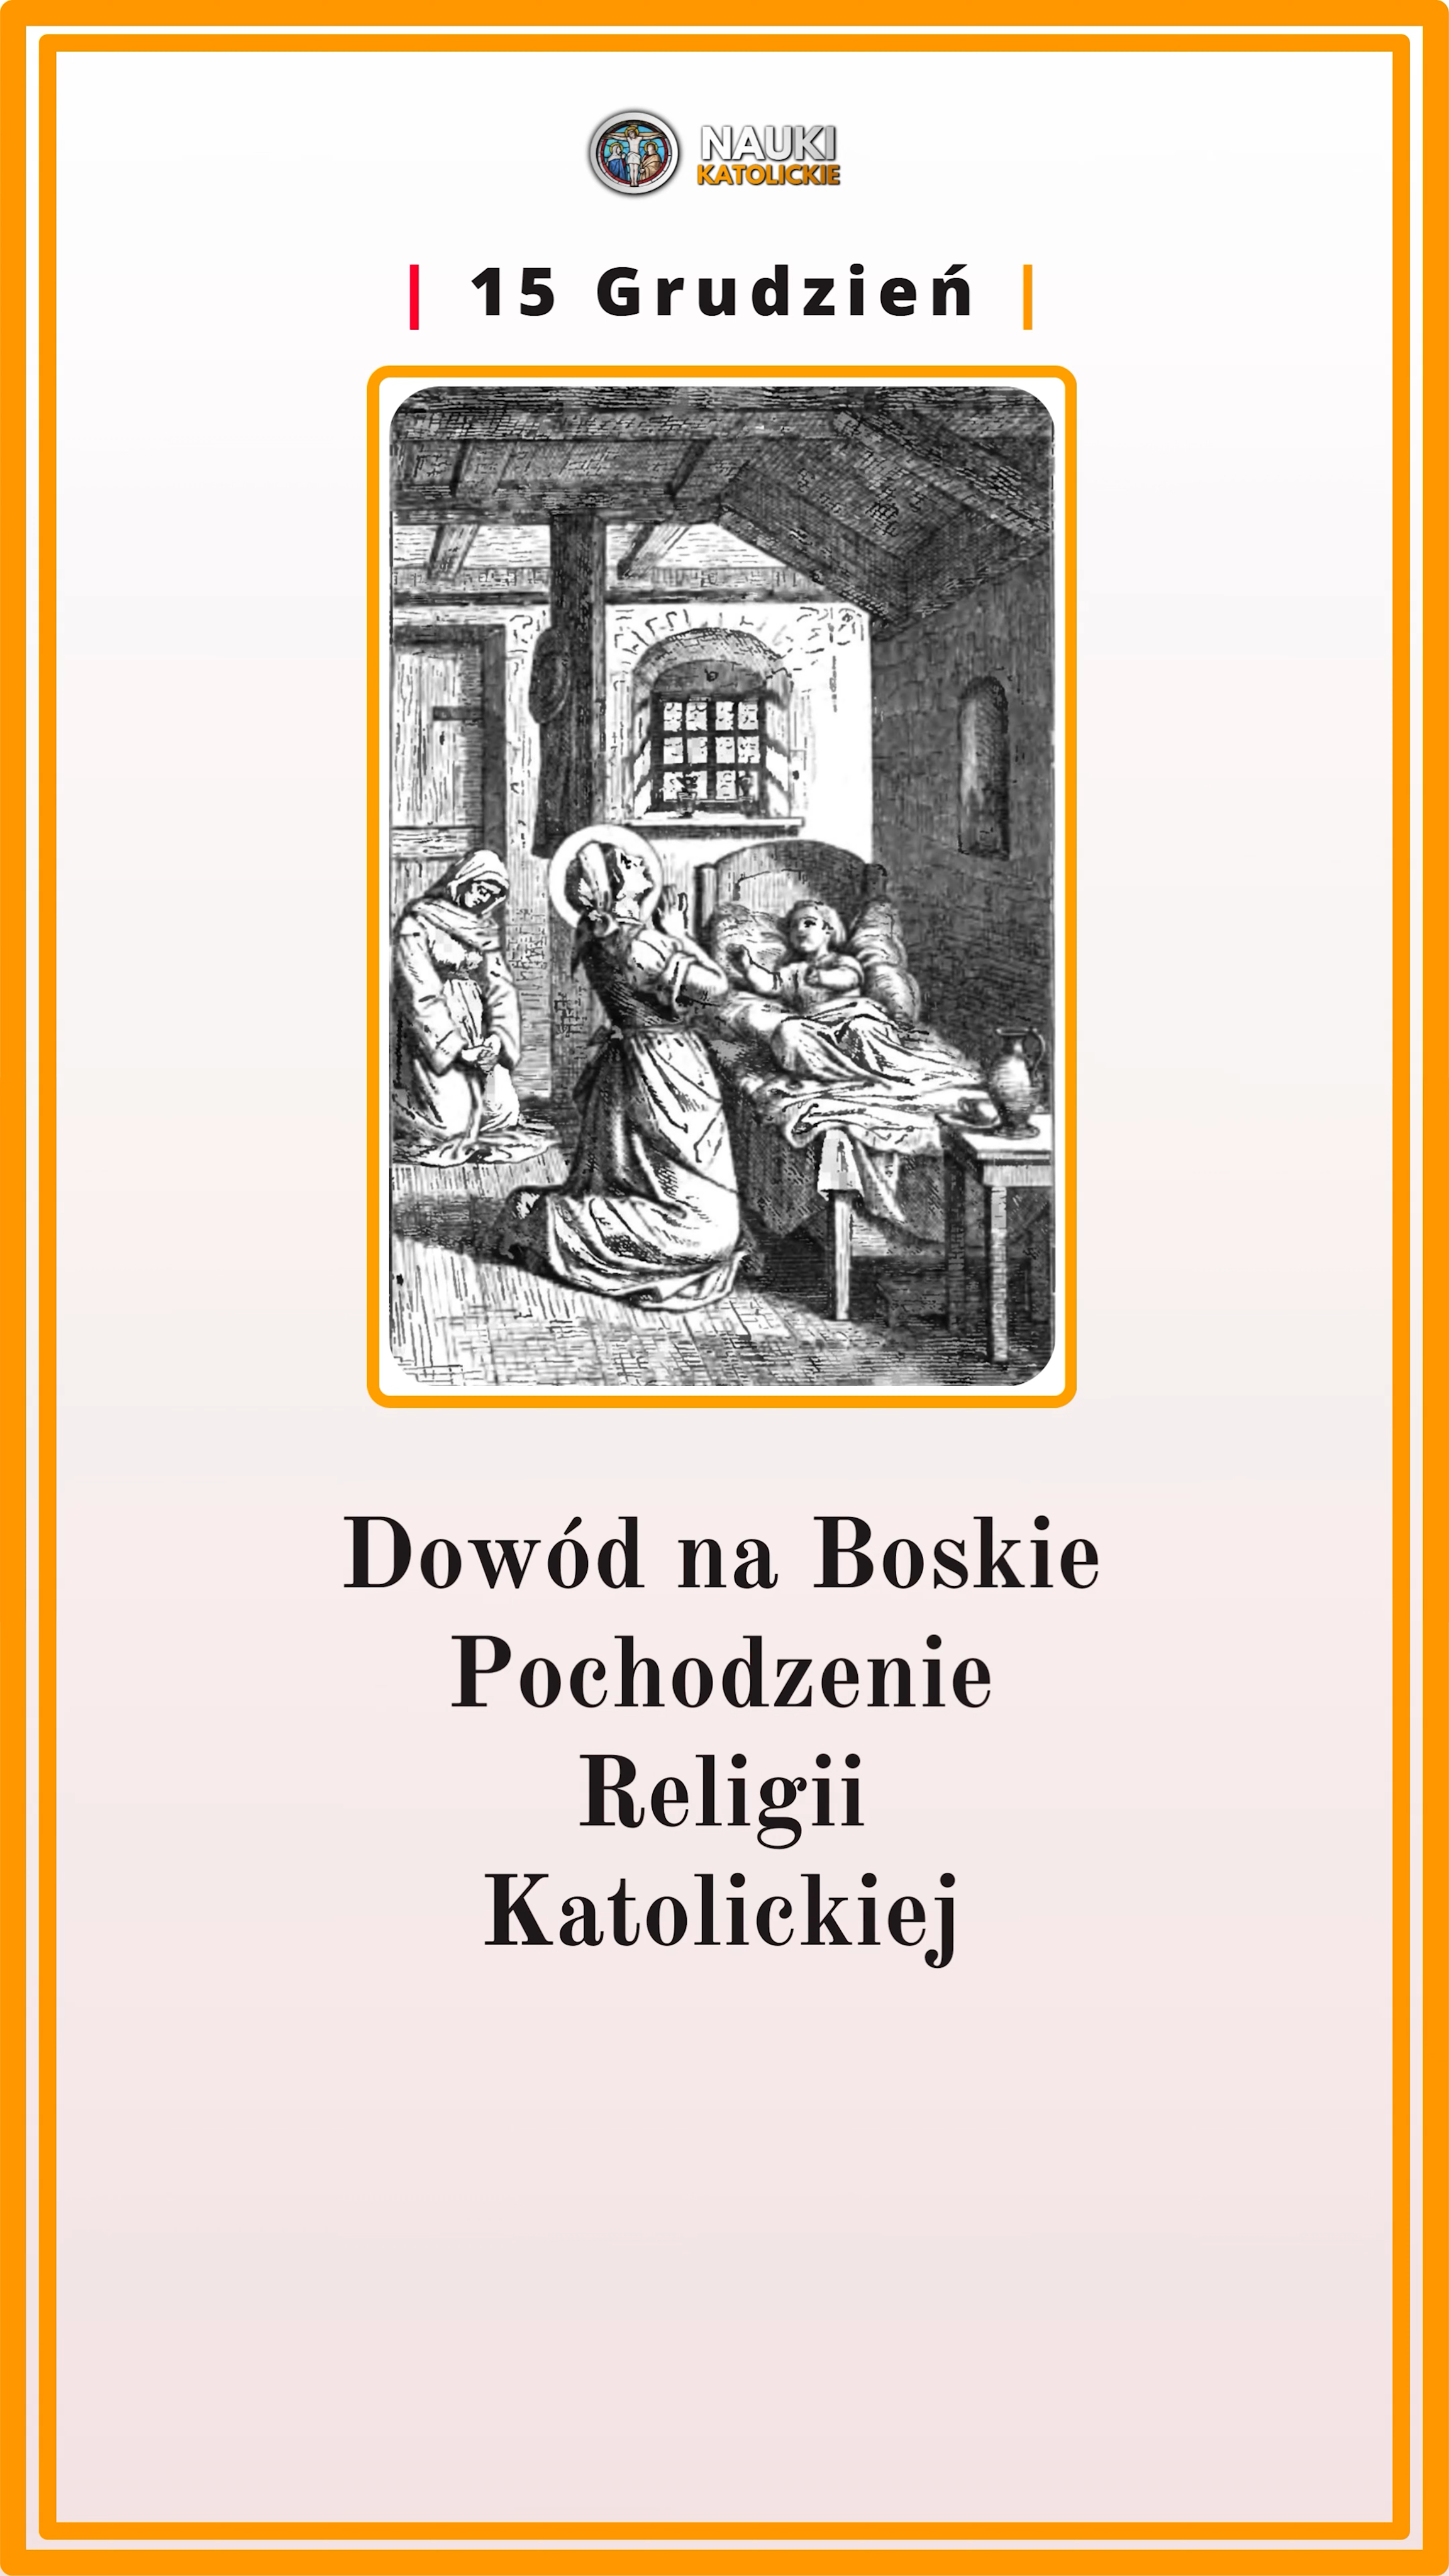 NAUKI
KATOLICKIE
| 15 Grudzień |
Dowód na Boskie
Pochodzenie
Religii
Katolickiej